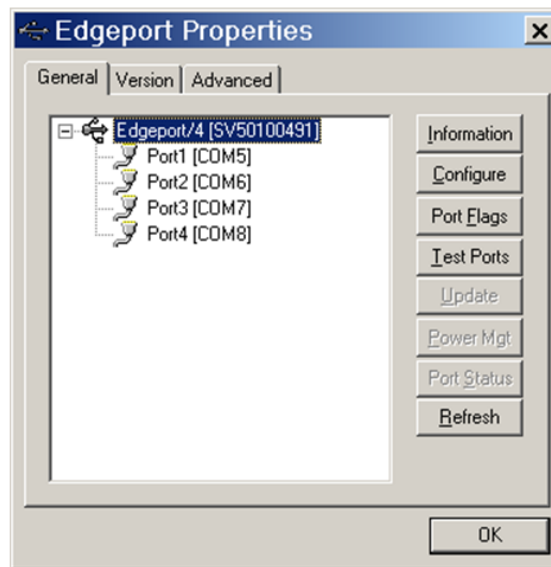 Edgeport Properties
General
Version
Advanced
Edgeport/4 [SV50100491]
Port1 [COM5]
Port2 [COM6]
Port3 [COM7]
Port4 [COM8]
Information
Configure
Port Flags
Test Ports
Update
Power Mgt
Port Status
Refresh
OK